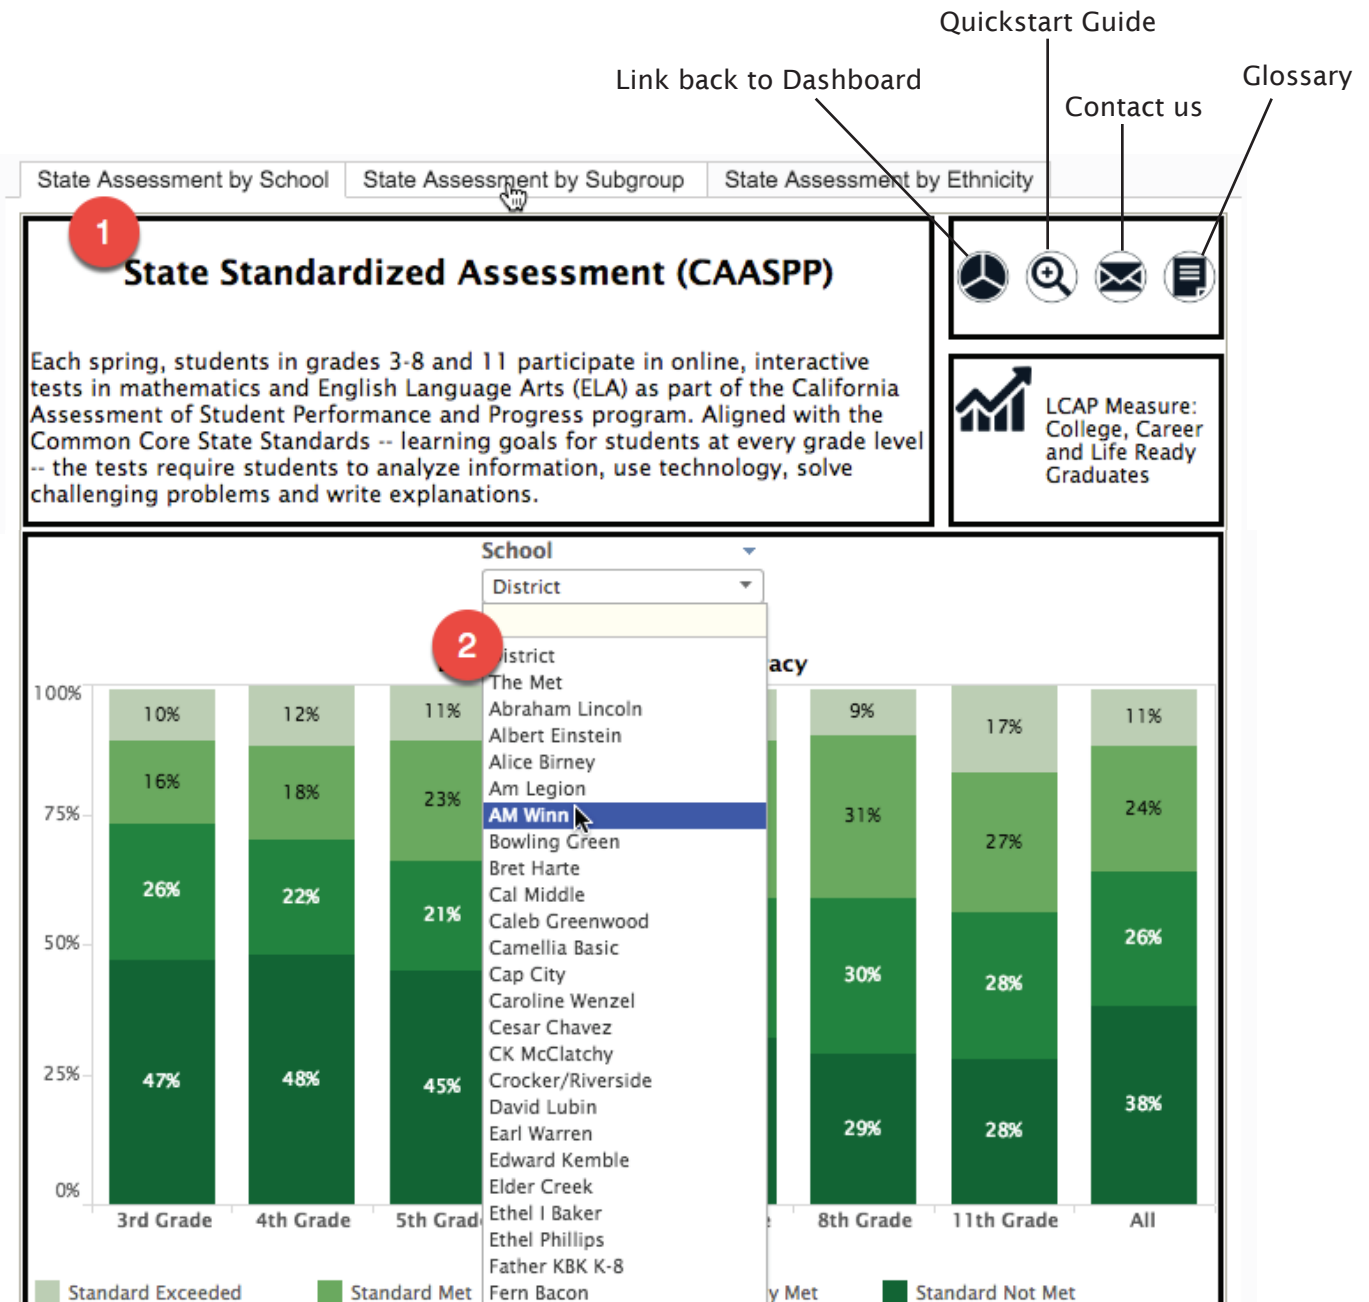 Quickstart Guide
Link back to Dashboard
Glossary
Contact us
State Assessment by School
State Assessment by Subgroup
State Assessment by Ethnicity
1
State Standardized Assessment (CAASPP)
Each spring, students in grades 3-8 and 11 participate in online, interactive
tests in mathematics and English Language Arts (ELA) as part of the California
Assessment of Student Performance and Progress program. Aligned with the
Common Core State Standards -- learning goals for students at every grade level
-- the tests require students to analyze information, use technology, solve
challenging problems and write explanations.
LCAP Measure:
College, Career
and Life Ready
Graduates
School
District
2
District
The Met
Abraham Lincoln
Albert Einstein
Alice Birney
Am Legion
AM Winn
Bowling Green
Bret Harte
Cal Middle
Caleb Greenwood
Camellia Basic
Cap City
Caroline Wenzel
Cesar Chavez
CK McClatchy
Crocker/Riverside
David Lubin
Earl Warren
Edward Kemble
Elder Creek
Ethel I Baker
Ethel Phillips
Father KBK K-8
Fern Bacon
acy
100%
75%
50%
25%
0%
10%
16%
26%
47%
12%
18%
22%
48%
11%
23%
21%
45%
9%
31%
30%
29%
17%
27%
28%
28%
11%
24%
26%
38%
3rd Grade
4th Grade
5th Grad
8th Grade
11th Grade
All
Standard Exceeded
Standard Met
y Met
Standard Not Met